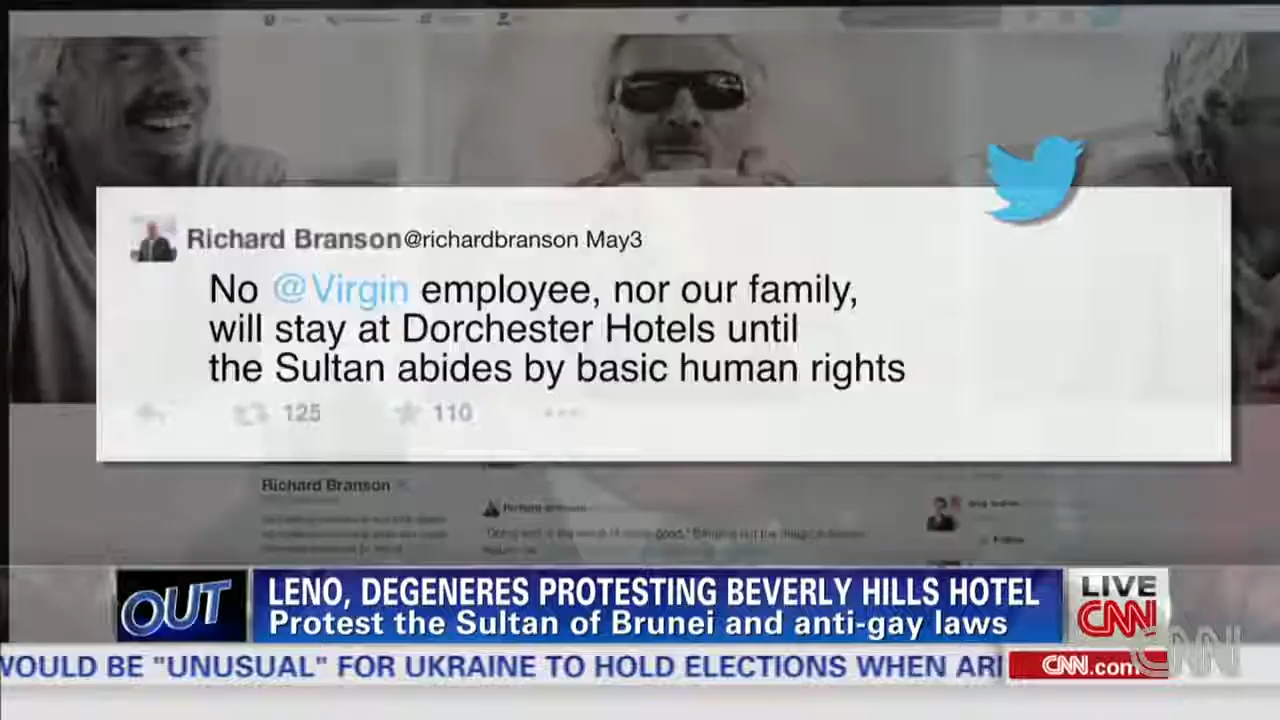 Richard Branson @richardbranson May3
No @Virgin employee, nor our family,
will stay at Dorchester Hotels until
the Sultan abides by basic human rights
125 110
Richard Branson
OUT
LENO, DEGENERES PROTESTING BEVERLY HILLS HOTEL
Protest the Sultan of Brunei and anti-gay laws
LIVE
CNN
WOULD BE "UNUSUAL" FOR UKRAINE TO HOLD ELECTIONS WHEN ARI
CNN.com
CNN